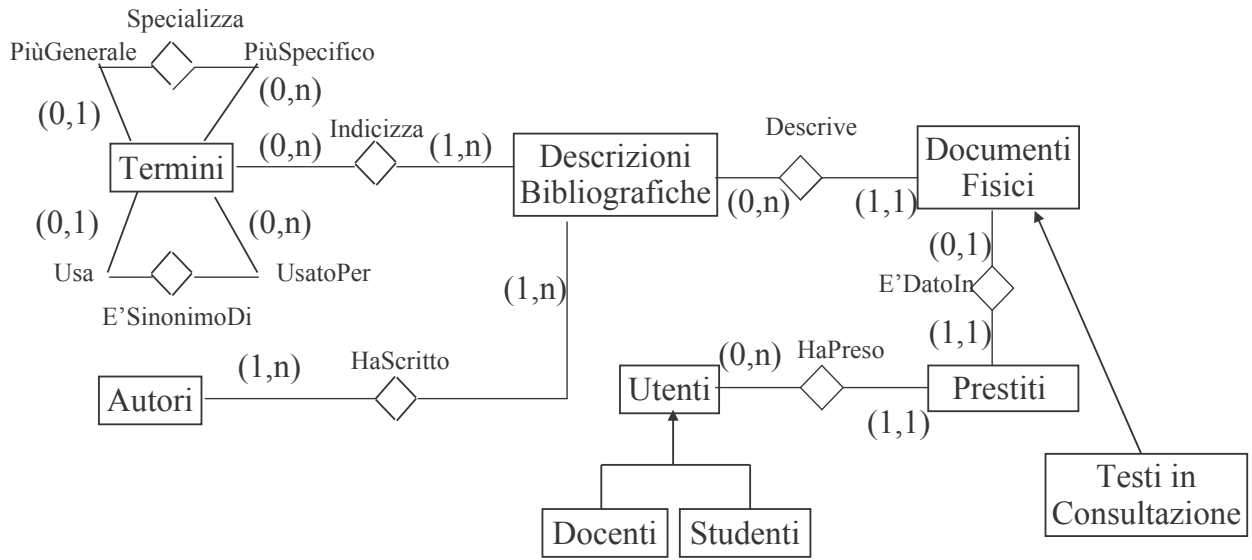 Specializza
PiùGenerale
PiùSpecifico
(0,1)
(0,n)
Termini
(0,n)
Indicizza
(1,n)
Descrizioni
Bibliografiche
Descrive
(0,n)
(1,1)
Documenti
Fisici
(0,1)
(0,n)
Usa
UsatoPer
E'SinonimoDi
(1,n)
(0,1)
E'DatoIn
(1,1)
Autori
(1,n)
HaScritto
Utenti
(0,n)
HaPreso
(1,1)
Prestiti
Docenti
Studenti
Testi in
Consultazione